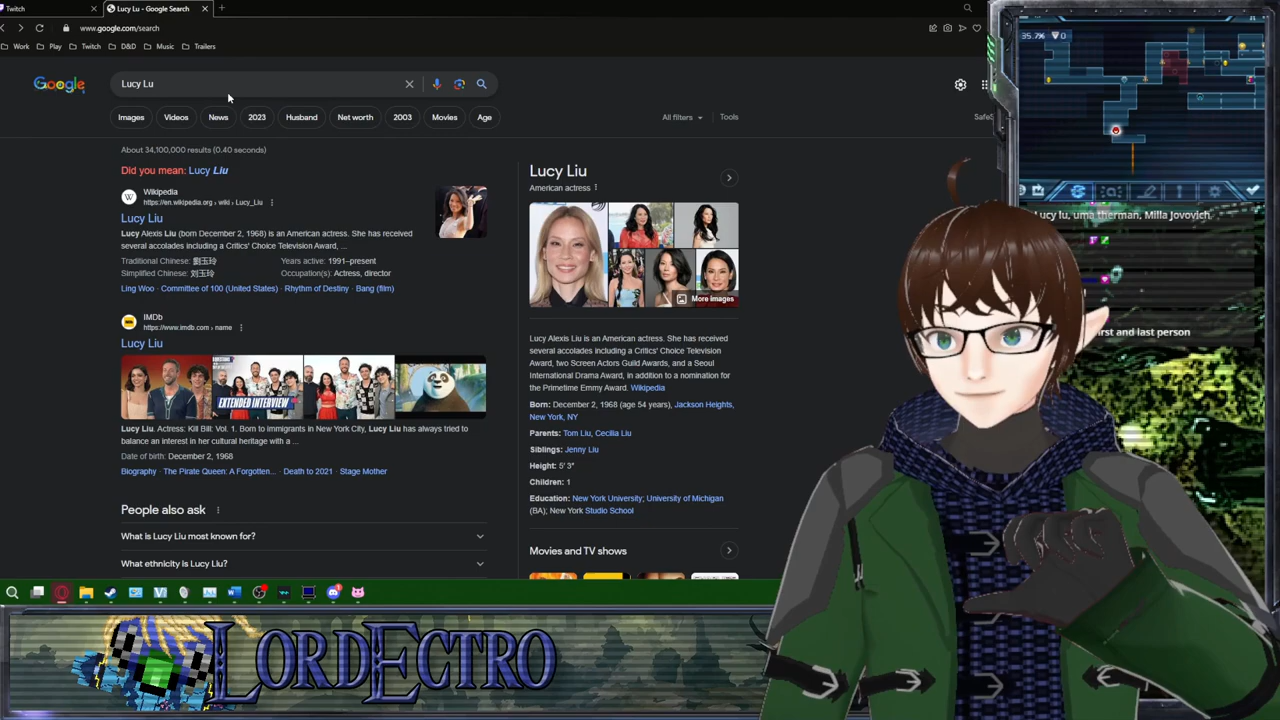 Twitch
Lucy Lu - Google Search
www.google.com/search
Work
Play
Twitch
D&D
Music
Trailers
Google
Lucy Lu
Images
Videos
News
2023
Husband
Net worth
2003
Movies
Age
All filters
Tools
About 34,100,000 results (0.40 seconds)
Did you mean: Lucy Liu
Wikipedia
https://en.wikipedia.org › wiki › Lucy_Liu
Lucy Liu
Lucy Alexis Liu (born December 2, 1968) is an American actress. She has received
several accolades including a Critics' Choice Television Award, ...
Traditional Chinese: 劉玉玲
Years active: 1991–present
Simplified Chinese: 刘玉玲
Occupation(s): Actress, director
Ling Woo · Committee of 100 (United States) · Rhythm of Destiny · Bang (film)
IMDb
https://www.imdb.com › name
Lucy Liu
EXTENDED INTERVIEW
Lucy Liu. Actress: Kill Bill: Vol. 1. Born to immigrants in New York City, Lucy Liu has always tried to
balance an interest in her cultural heritage with a ...
Date of birth: December 2, 1968
Biography · The Pirate Queen: A Forgotten... · Death to 2021 · Stage Mother
People also ask
What is Lucy Liu most known for?
What ethnicity is Lucy Liu?
Lucy Liu
American actress
More images
Lucy Alexis Liu is an American actress. She has received
several accolades including a Critics' Choice Television
Award, two Screen Actors Guild Awards, and a Seoul
International Drama Award, in addition to a nomination for
the Primetime Emmy Award. Wikipedia
Born: December 2, 1968 (age 54 years), Jackson Heights,
New York, NY
Parents: Tom Liu, Cecilia Liu
Siblings: Jenny Liu
Height: 5′ 3″
Children: 1
Education: New York University; University of Michigan
(BA); New York Studio School
Movies and TV shows
35.7%
0
Lucy lu, uma therman, Milla Jovovich
first and last person
LORDECTRO